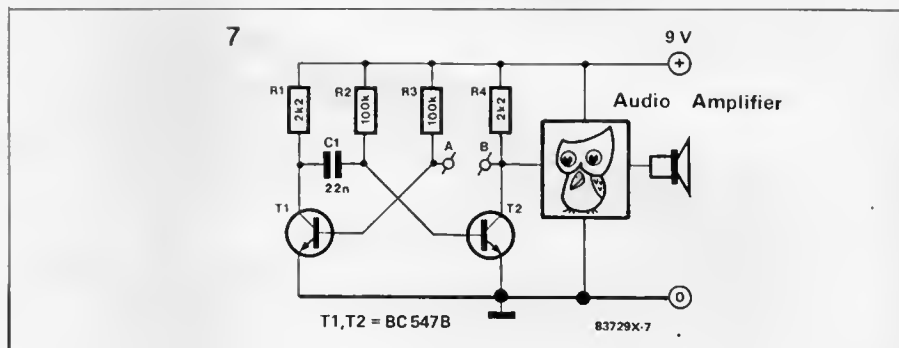 7
9 V
+
R1
2k2
R2
100k
R3
100k
R4
2k2
Audio Amplifier
C1
22n
A
B
T1
T2
0
T1,T2 = BC 547B
83729X-7